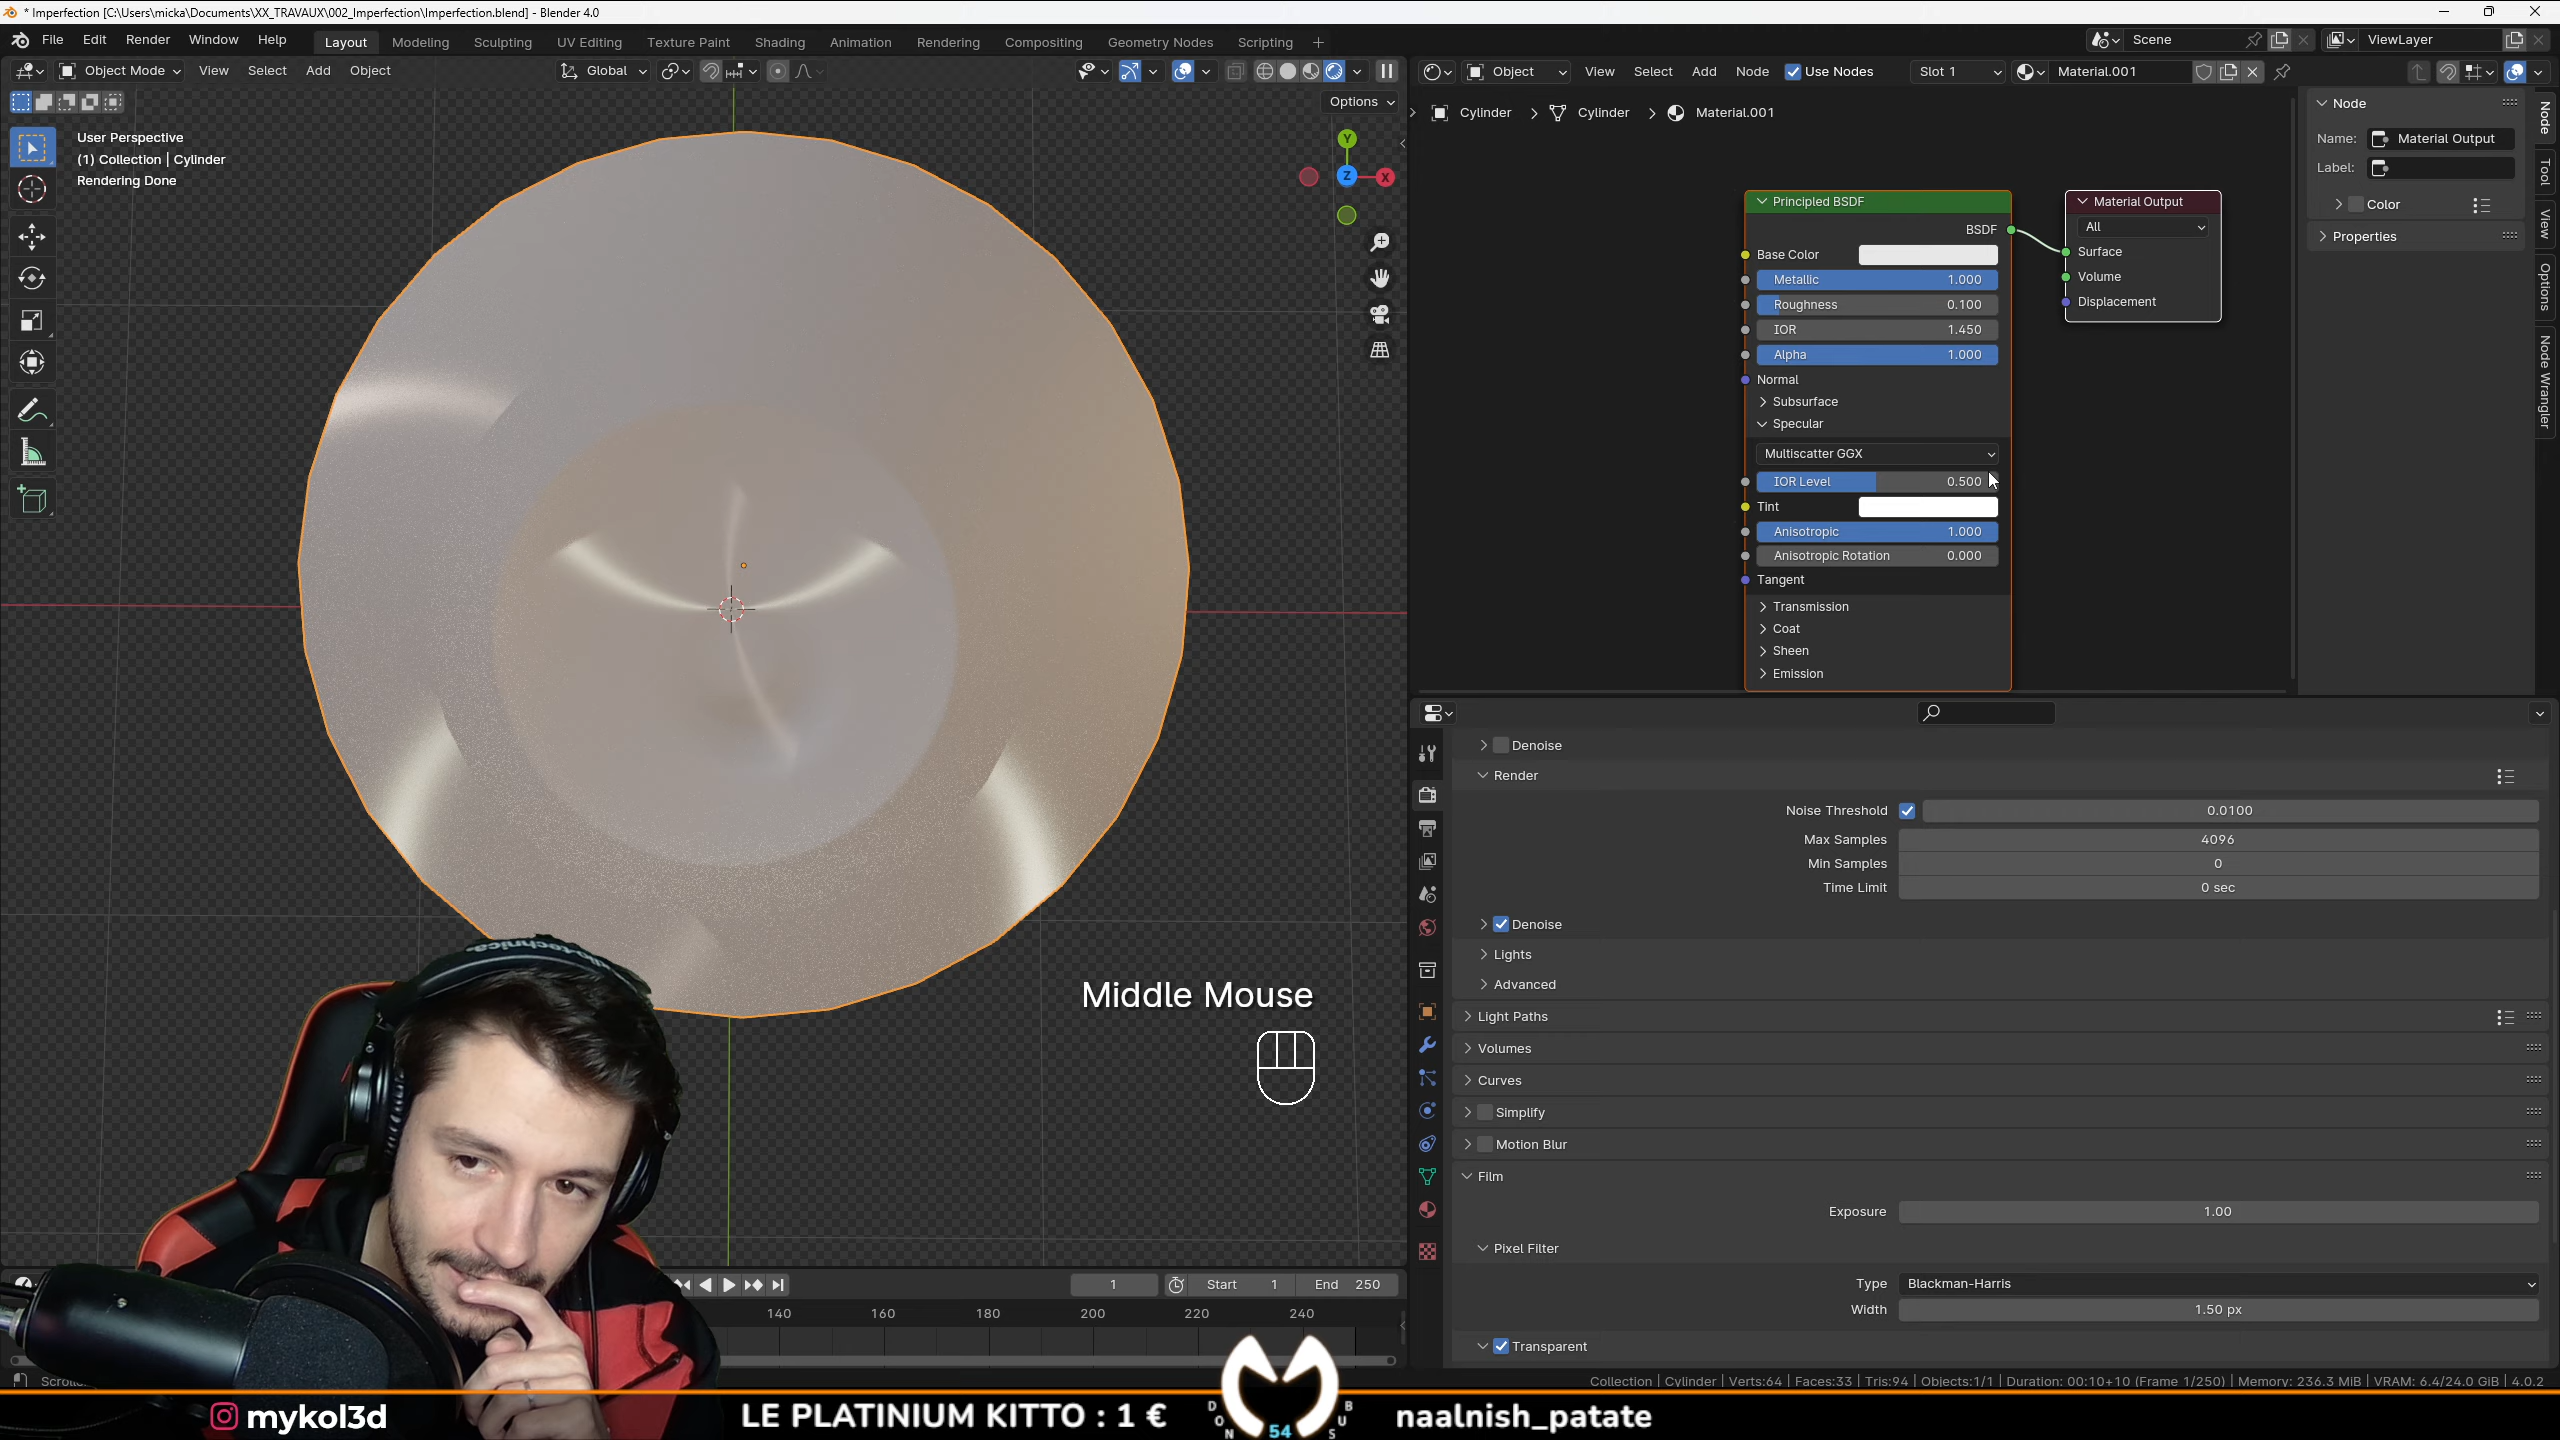 * Imperfection [C:\Users\micka\Documents\XX_TRAVAUX\002_Imperfection\Imperfection.blend] - Blender 4.0
File Edit Render Window Help
Layout Modeling Sculpting UV Editing Texture Paint Shading Animation Rendering Compositing Geometry Nodes Scripting +
Scene ViewLayer
Object Mode View Select Add Object Global
Object View Select Add Node Use Nodes Slot 1 Material.001
Options
User Perspective
(1) Collection | Cylinder
Rendering Done
Y
Z X
Cylinder > Cylinder > Material.001
Principled BSDF
BSDF
Base Color
Metallic 1.000
Roughness 0.100
IOR 1.450
Alpha 1.000
Normal
Subsurface
Specular
Multiscatter GGX
IOR Level 0.500
Tint
Anisotropic 1.000
Anisotropic Rotation 0.000
Tangent
Transmission
Coat
Sheen
Emission
Material Output
All
Surface
Volume
Displacement
Node
Name: Material Output
Label:
Color
Properties
Node
Tool
View
Options
Node Wrangler
Denoise
Render
Noise Threshold 0.0100
Max Samples 4096
Min Samples 0
Time Limit 0 sec
Denoise
Lights
Advanced
Light Paths
Volumes
Curves
Simplify
Motion Blur
Film
Exposure 1.00
Pixel Filter
Type Blackman-Harris
Width 1.50 px
Transparent
Middle Mouse
technica
1 Start 1 End 250
140 160 180 200 220 240
Collection | Cylinder | Verts:64 | Faces:33 | Tris:94 | Objects:1/1 | Duration: 00:10+10 (Frame 1/250) | Memory: 236.3 MiB | VRAM: 6.4/24.0 GiB | 4.0.2
mykol3d
LE PLATINIUM KITTO : 1 €
DON 54 BUS
naalnish_patate